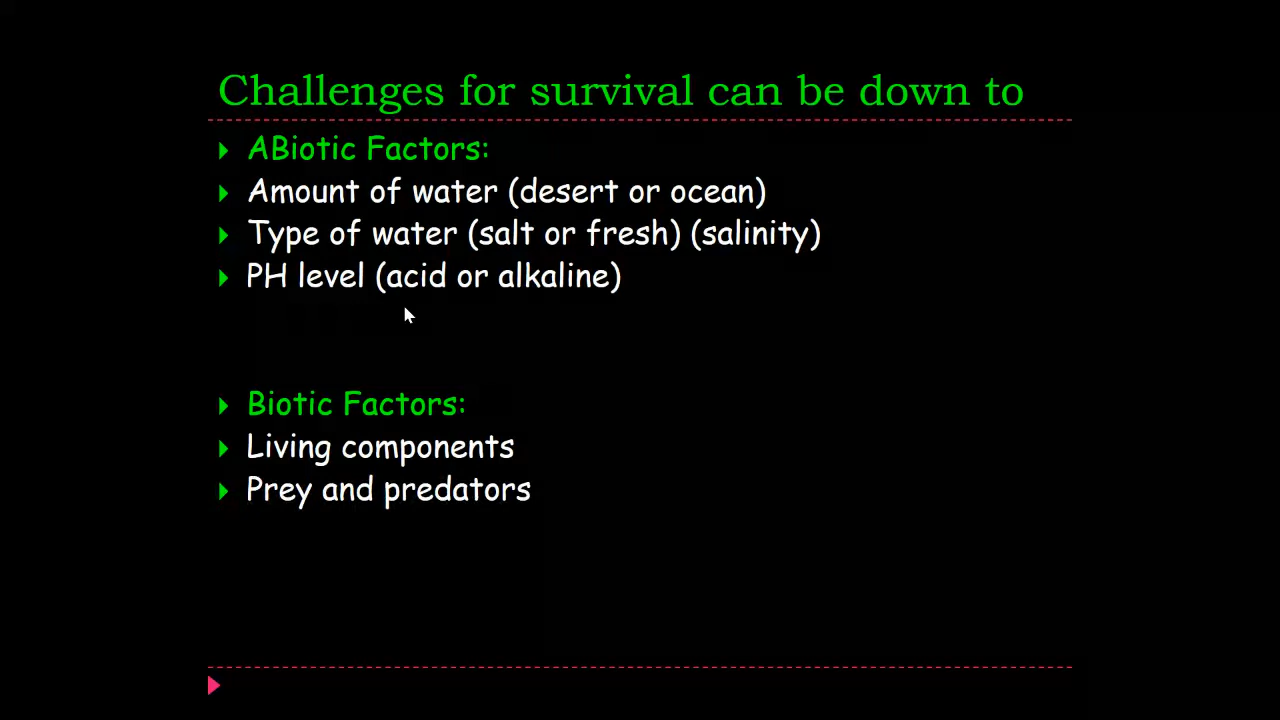 Challenges for survival can be down to
ABiotic Factors:
Amount of water (desert or ocean)
Type of water (salt or fresh) (salinity)
PH level (acid or alkaline)
Biotic Factors:
Living components
Prey and predators